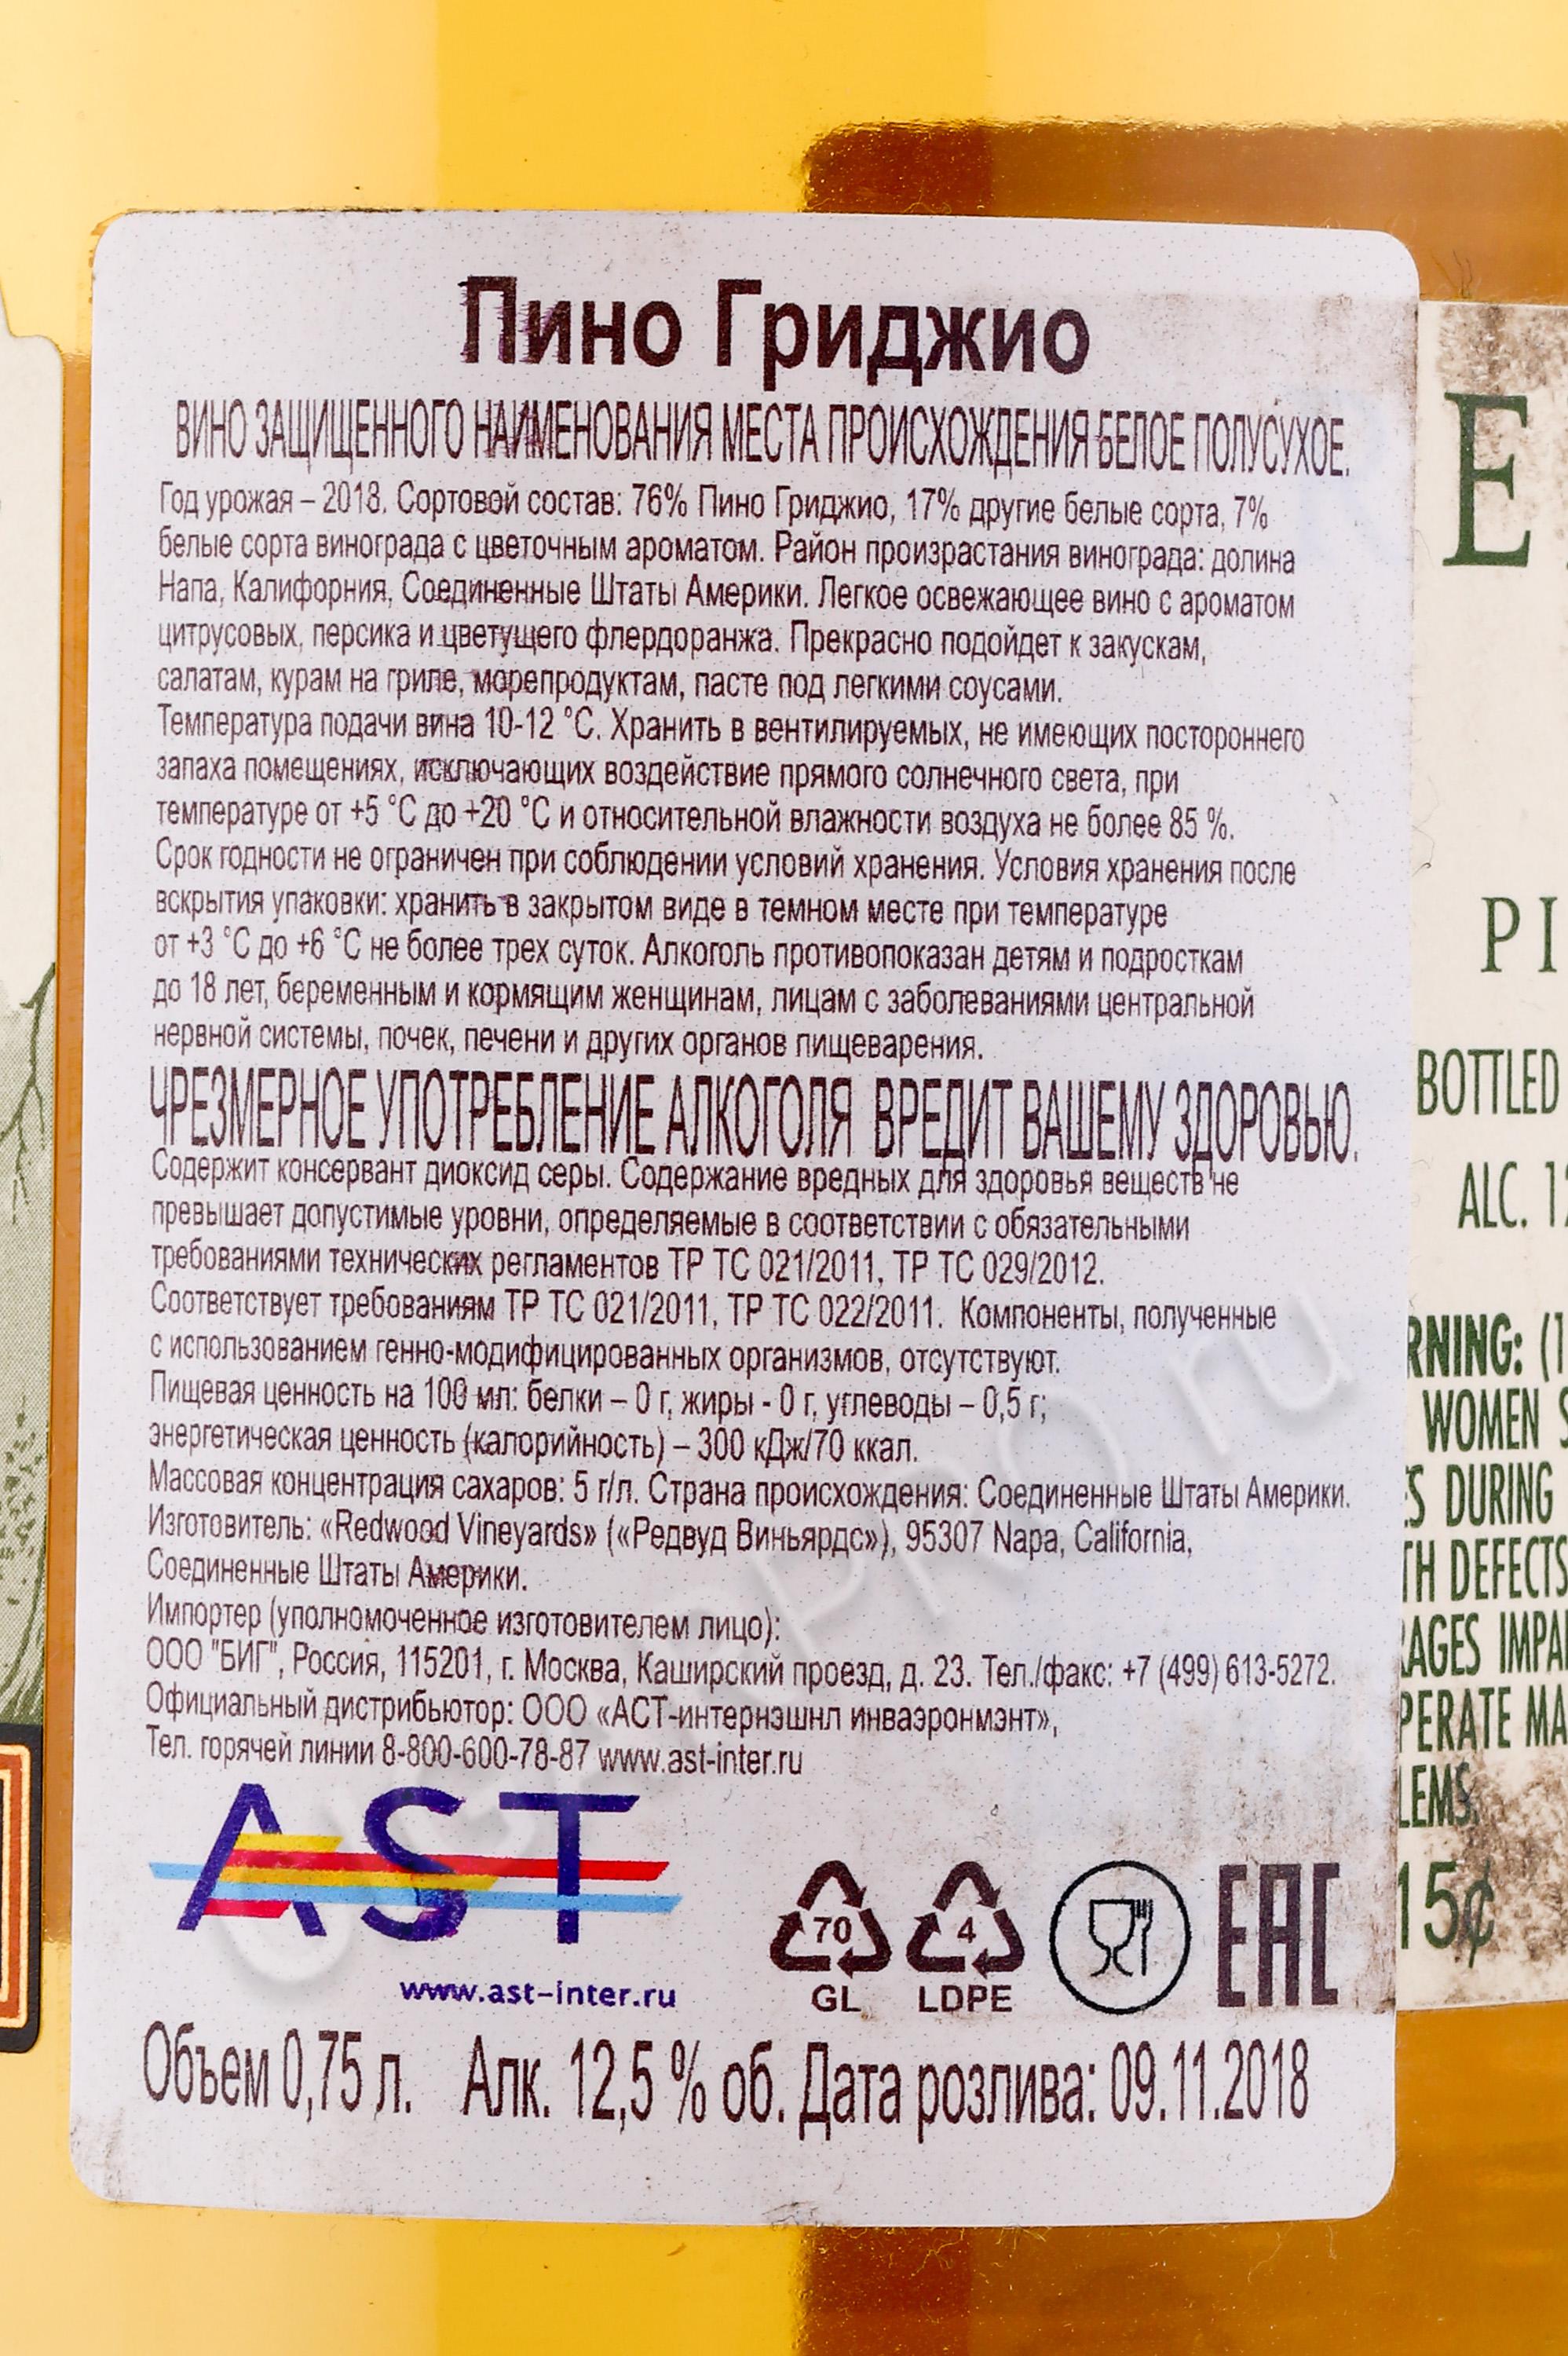 Пино Гриджио
ВИНО ЗАЩИЩЕННОГО НАИМЕНОВАНИЯ МЕСТА ПРОИСХОЖДЕНИЯ БЕЛОЕ ПОЛУСУХОЕ.
Год урожая – 2018. Сортовой состав: 76% Пино Гриджио, 17% другие белые сорта, 7%
белые сорта винограда с цветочным ароматом. Район произрастания винограда: долина
Напа, Калифорния, Соединенные Штаты Америки. Легкое освежающее вино с ароматом
цитрусовых, персика и цветущего флердоранжа. Прекрасно подойдет к закускам,
салатам, курам на гриле, морепродуктам, пасте под легкими соусами.
Температура подачи вина 10-12 °C. Хранить в вентилируемых, не имеющих постороннего
запаха помещениях, исключающих воздействие прямого солнечного света, при
температуре от +5 °C до +20 °C и относительной влажности воздуха не более 85 %.
Срок годности не ограничен при соблюдении условий хранения. Условия хранения после
вскрытия упаковки: хранить в закрытом виде в темном месте при температуре
от +3 °C до +6 °C не более трех суток. Алкоголь противопоказан детям и подросткам
до 18 лет, беременным и кормящим женщинам, лицам с заболеваниями центральной
нервной системы, почек, печени и других органов пищеварения.
ЧРЕЗМЕРНОЕ УПОТРЕБЛЕНИЕ АЛКОГОЛЯ ВРЕДИТ ВАШЕМУ ЗДОРОВЬЮ.
Содержит консервант диоксид серы. Содержание вредных для здоровья веществ не
превышает допустимые уровни, определяемые в соответствии с обязательными
требованиями технических регламентов ТР ТС 021/2011, ТР ТС 029/2012.
Соответствует требованиям ТР ТС 021/2011, ТР ТС 022/2011. Компоненты, полученные
с использованием генно-модифицированных организмов, отсутствуют.
Пищевая ценность на 100 мл: белки – 0 г, жиры - 0 г, углеводы – 0,5 г;
энергетическая ценность (калорийность) – 300 кДж/70 ккал.
Массовая концентрация сахаров: 5 г/л. Страна происхождения: Соединенные Штаты Америки.
Изготовитель: «Redwood Vineyards» («Редвуд Виньярдс»), 95307 Napa, California,
Соединенные Штаты Америки.
Импортер (уполномоченное изготовителем лицо):
ООО "БИГ", Россия, 115201, г. Москва, Каширский проезд, д. 23. Тел./факс: +7 (499) 613-5272.
Официальный дистрибьютор: ООО «АСТ-интернэшнл инваэронмэнт»,
Тел. горячей линии 8-800-600-78-87 www.ast-inter.ru
AST
www.ast-inter.ru
70
GL
4
LDPE
EAC
Объем 0,75 л. Алк. 12,5 % об. Дата розлива: 09.11.2018
E
PI
BOTTLED
ALC. 1
RNING: (1
WOMEN S
S DURING
TH DEFECTS
AGES IMPA
PERATE MA
LEMS.
15¢